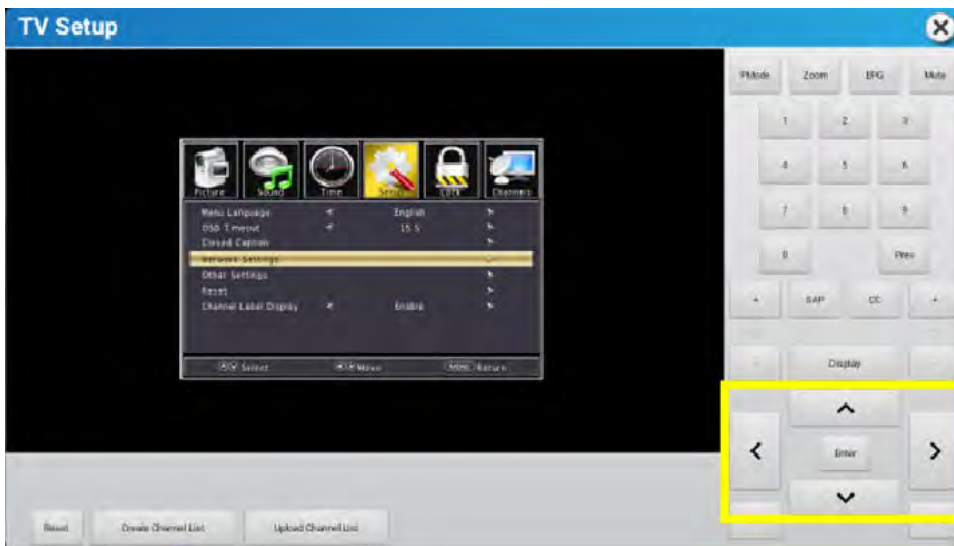 TV Setup
PMode Zoom EPG Mute
1 2 3
4 5 6
7 8 9
0 Prev
+ SAP CC +
- Display -
Picture Sound Time Settings Lock Channels
Menu Language English
OSD Timeout 15 S
Closed Caption
Network Settings
Other Settings
Reset
Channel Label Display Enable
Select Move Return
Enter
Reset Create Channel List Upload Channel List